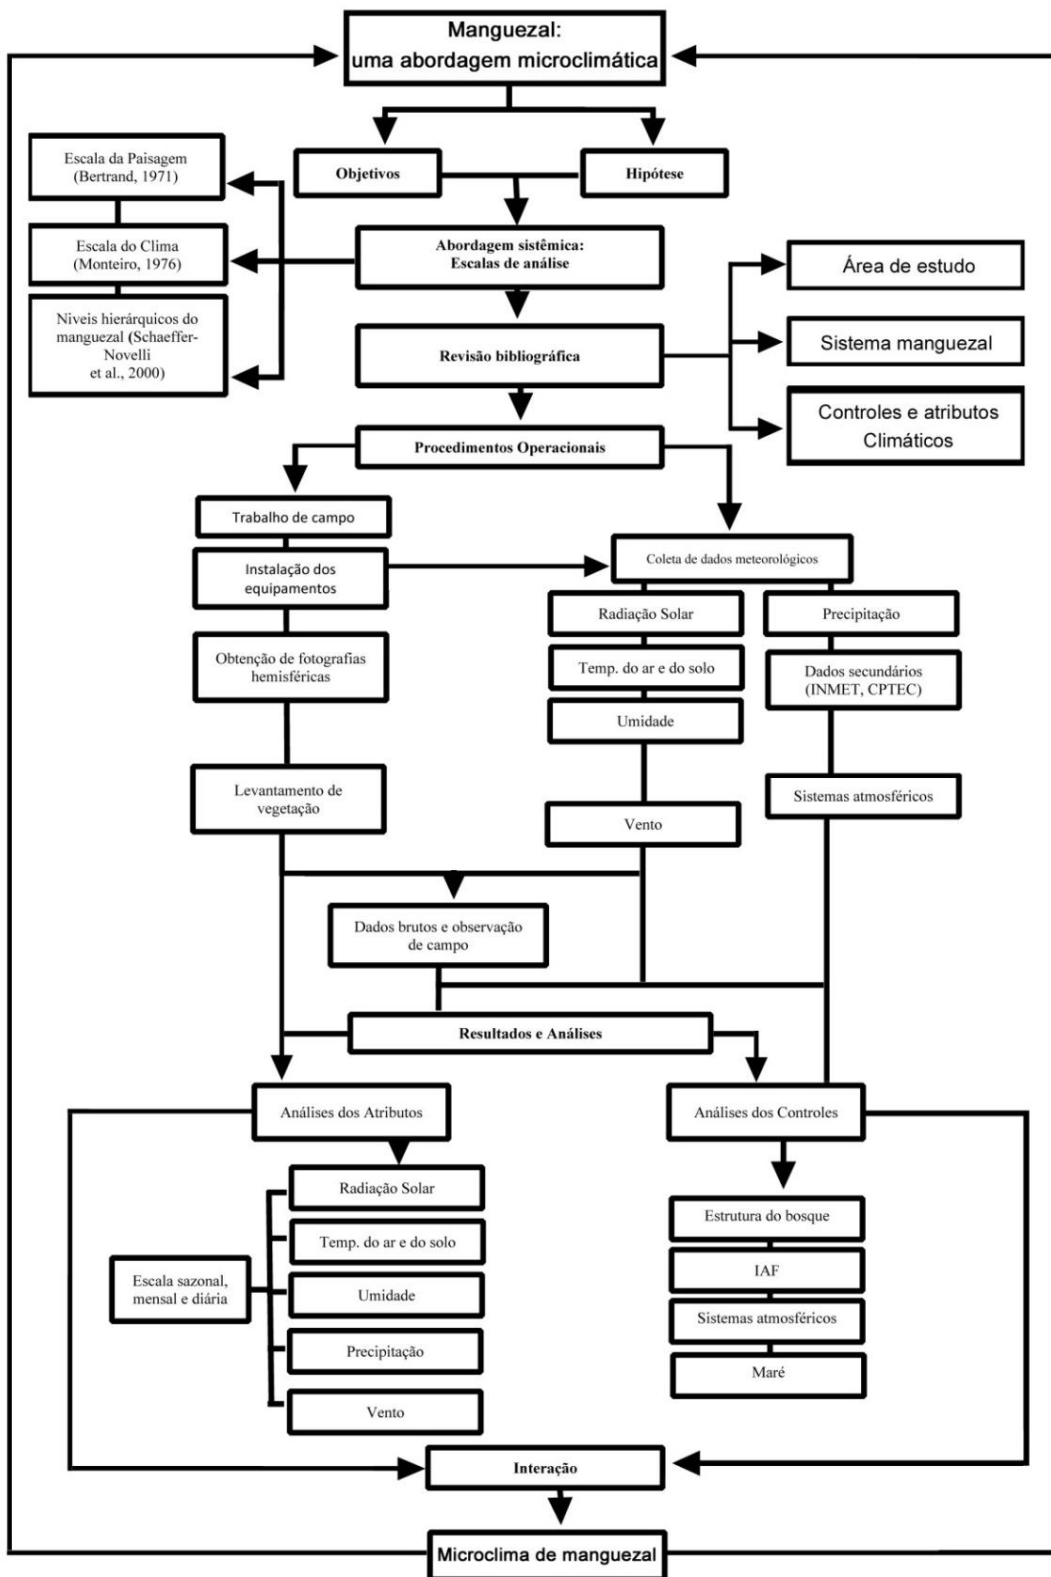 Manguezal:
uma abordagem microclimática
Objetivos
Hipótese
Escala da Paisagem
(Bertrand, 1971)
Escala do Clima
(Monteiro, 1976)
Niveis hierárquicos do
manguezal (Schaeffer-
Novelli
et al., 2000)
Abordagem sistêmica:
Escalas de análise
Revisão bibliográfica
Área de estudo
Sistema manguezal
Controles e atributos
Climáticos
Procedimentos Operacionais
Trabalho de campo
Instalação dos
equipamentos
Obtenção de fotografias
hemisféricas
Levantamento de
vegetação
Coleta de dados meteorológicos
Radiação Solar
Temp. do ar e do solo
Umidade
Vento
Precipitação
Dados secundários
(INMET, CPTEC)
Sistemas atmosféricos
Dados brutos e observação
de campo
Resultados e Análises
Análises dos Atributos
Radiação Solar
Temp. do ar e do solo
Umidade
Precipitação
Vento
Escala sazonal,
mensal e diária
Análises dos Controles
Estrutura do bosque
IAF
Sistemas atmosféricos
Maré
Interação
Microclima de manguezal